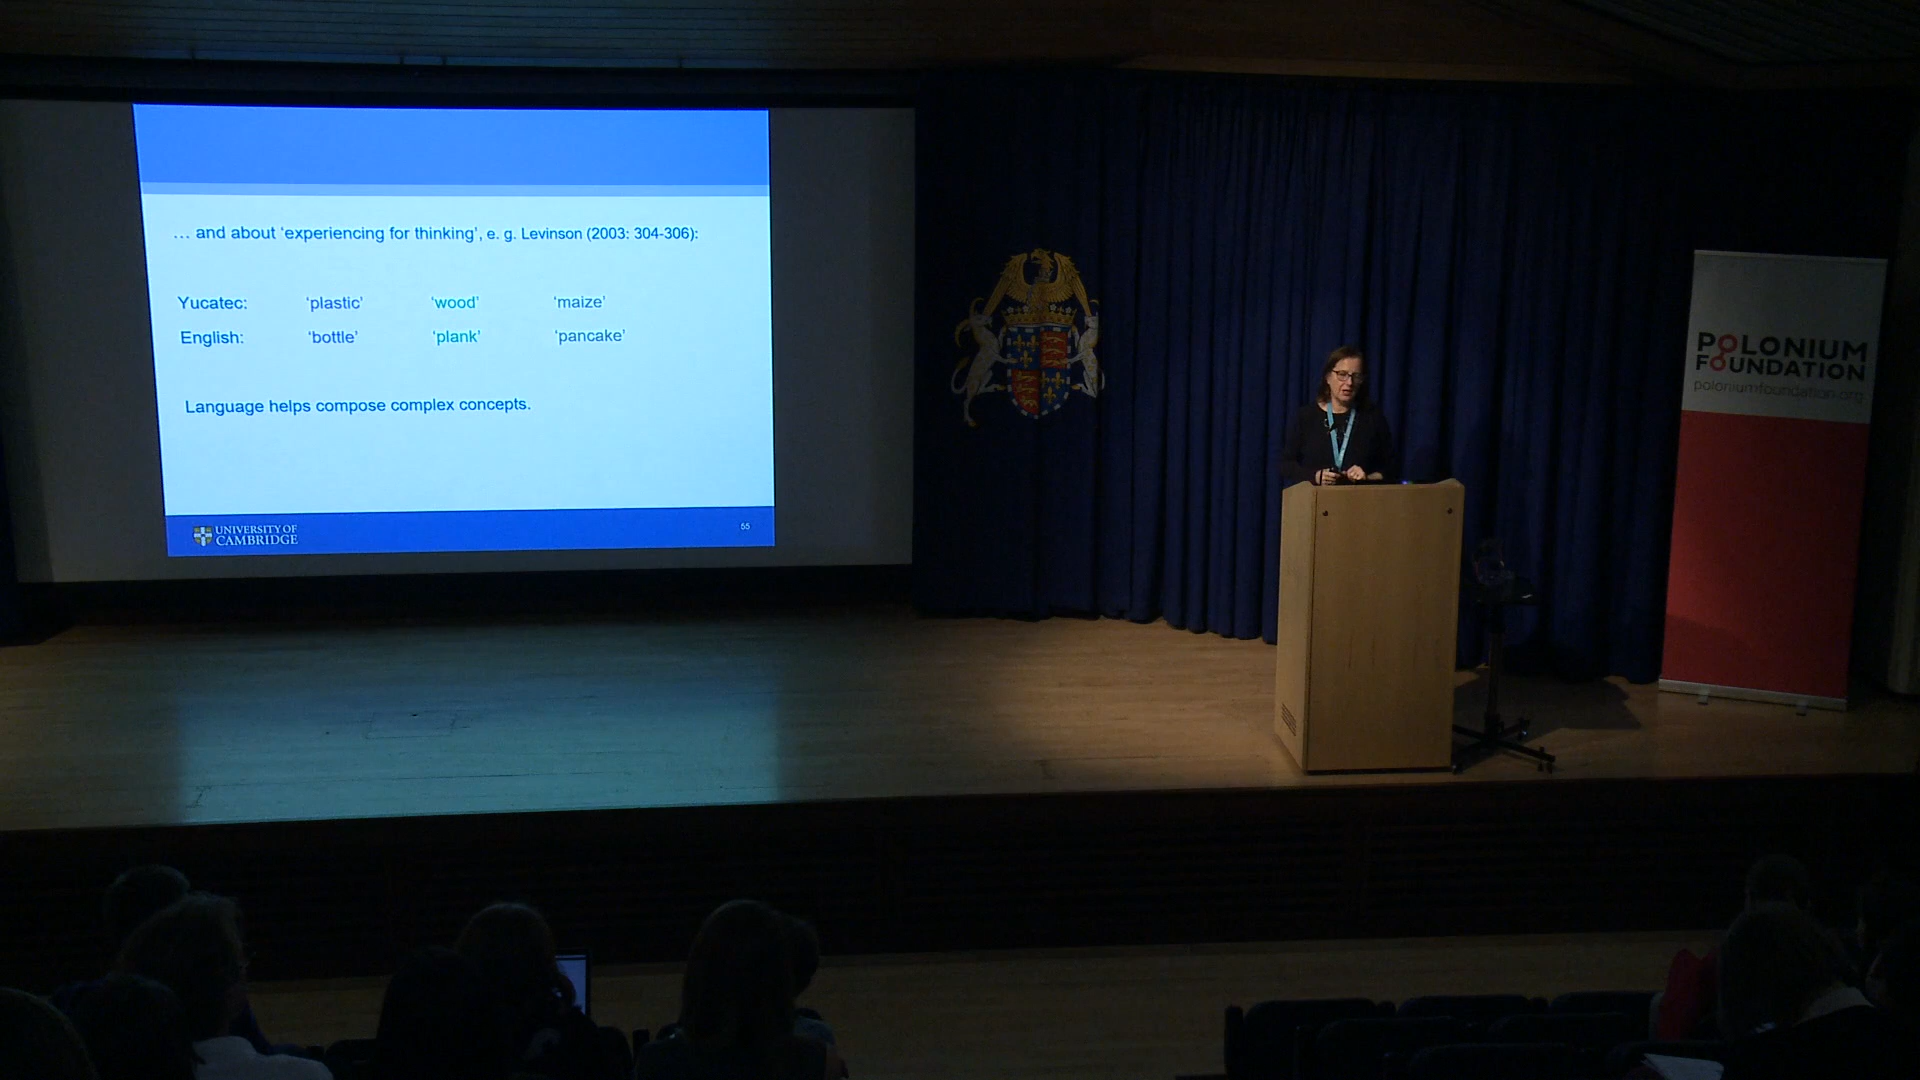 … and about ‘experiencing for thinking’, e. g. Levinson (2003: 304-306):
Yucatec: ‘plastic’ ‘wood’ ‘maize’
English: ‘bottle’ ‘plank’ ‘pancake’
Language helps compose complex concepts.
UNIVERSITY OF
CAMBRIDGE
55
POLONIUM
FOUNDATION
poloniumfoundation.org